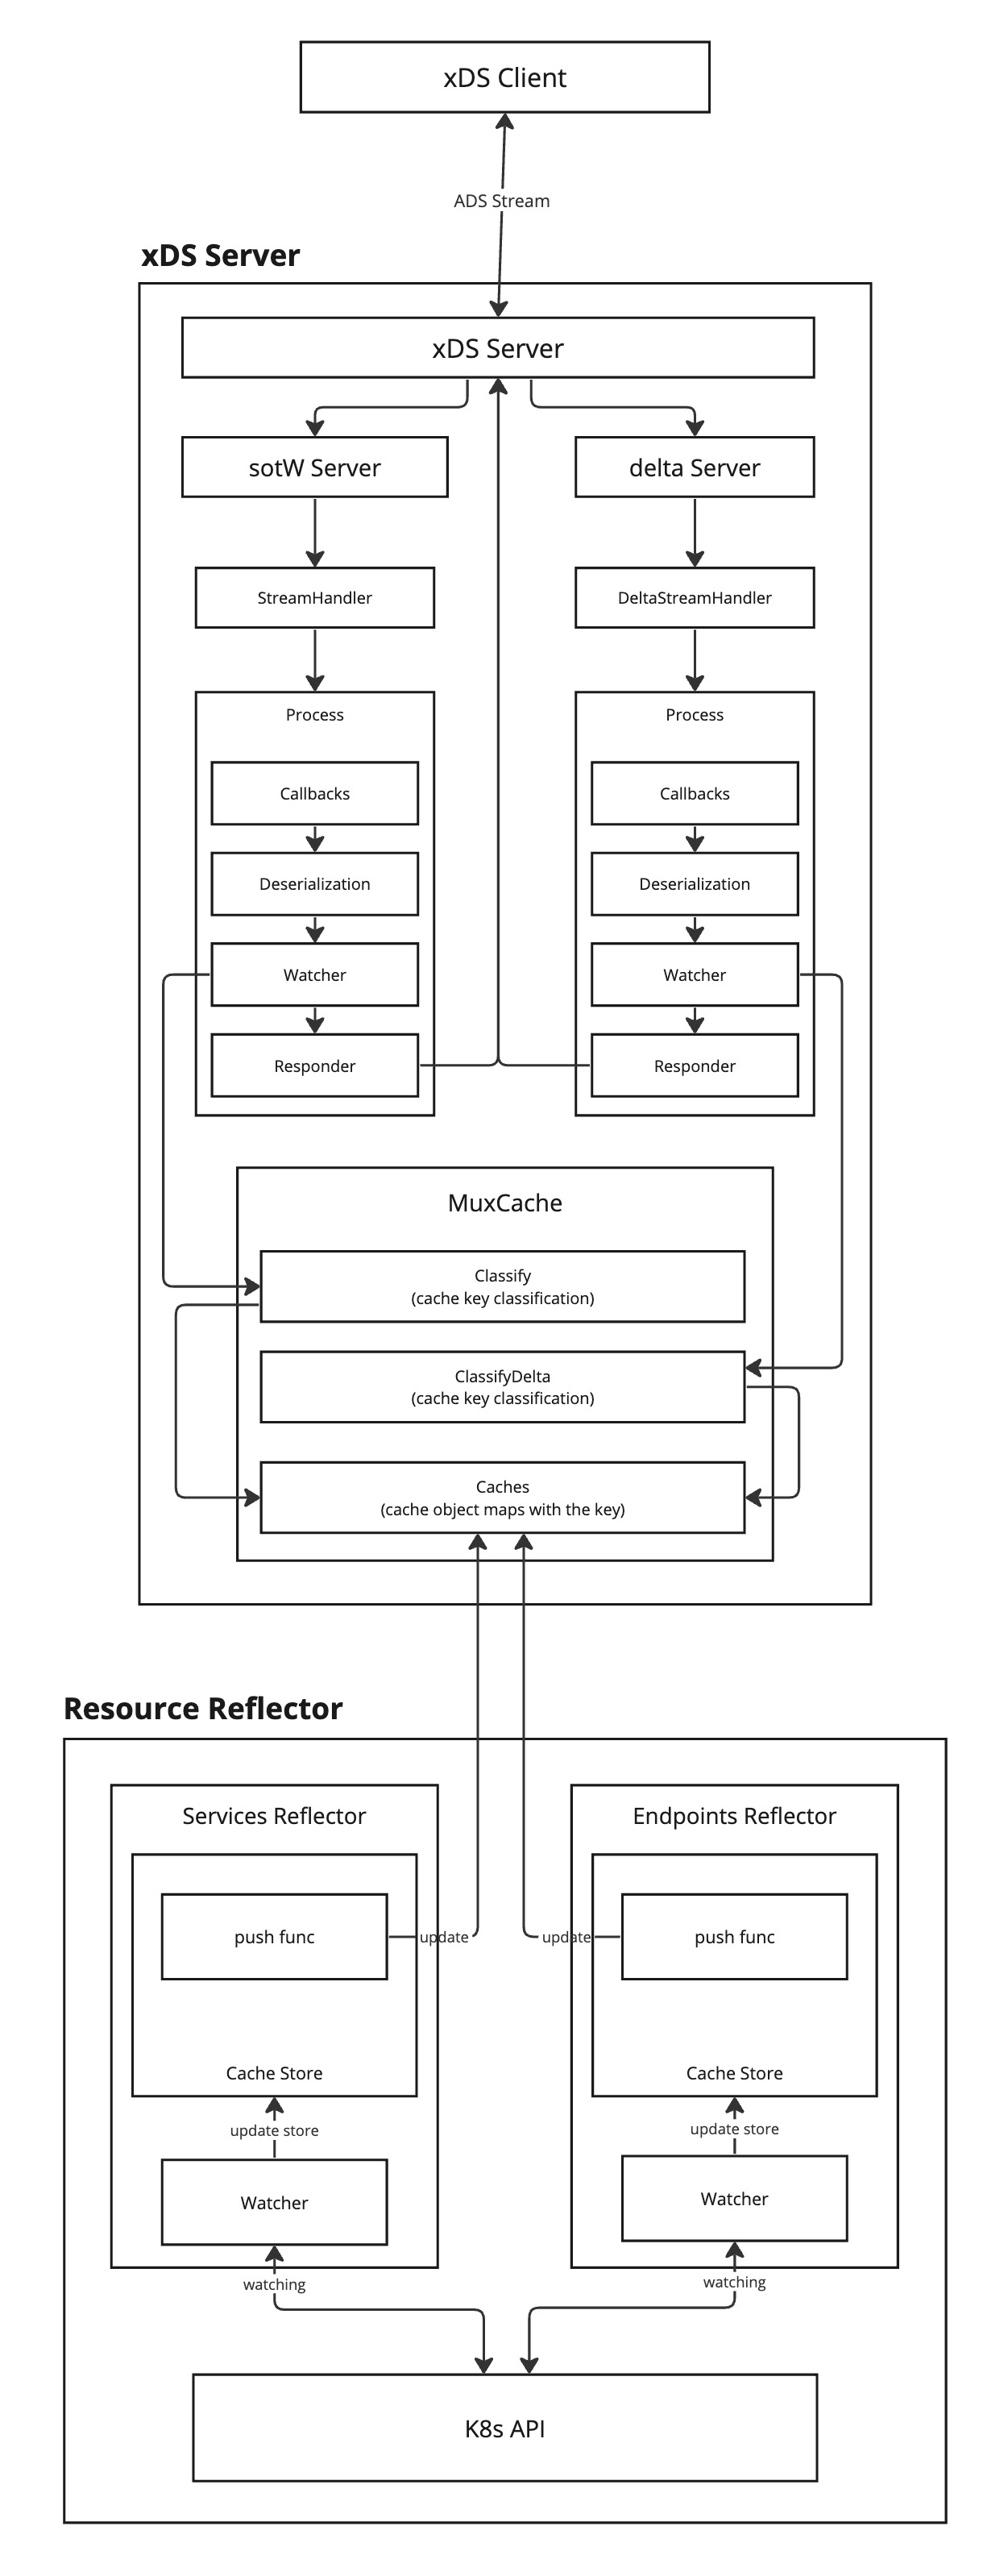 xDS Client
ADS Stream
xDS Server
xDS Server
sotW Server
delta Server
StreamHandler
DeltaStreamHandler
Process
Process
Callbacks
Callbacks
Deserialization
Deserialization
Watcher
Watcher
Responder
Responder
MuxCache
Classify
(cache key classification)
ClassifyDelta
(cache key classification)
Caches
(cache object maps with the key)
Resource Reflector
Services Reflector
Endpoints Reflector
push func
update
update
push func
Cache Store
Cache Store
update store
update store
Watcher
Watcher
watching
watching
K8s API